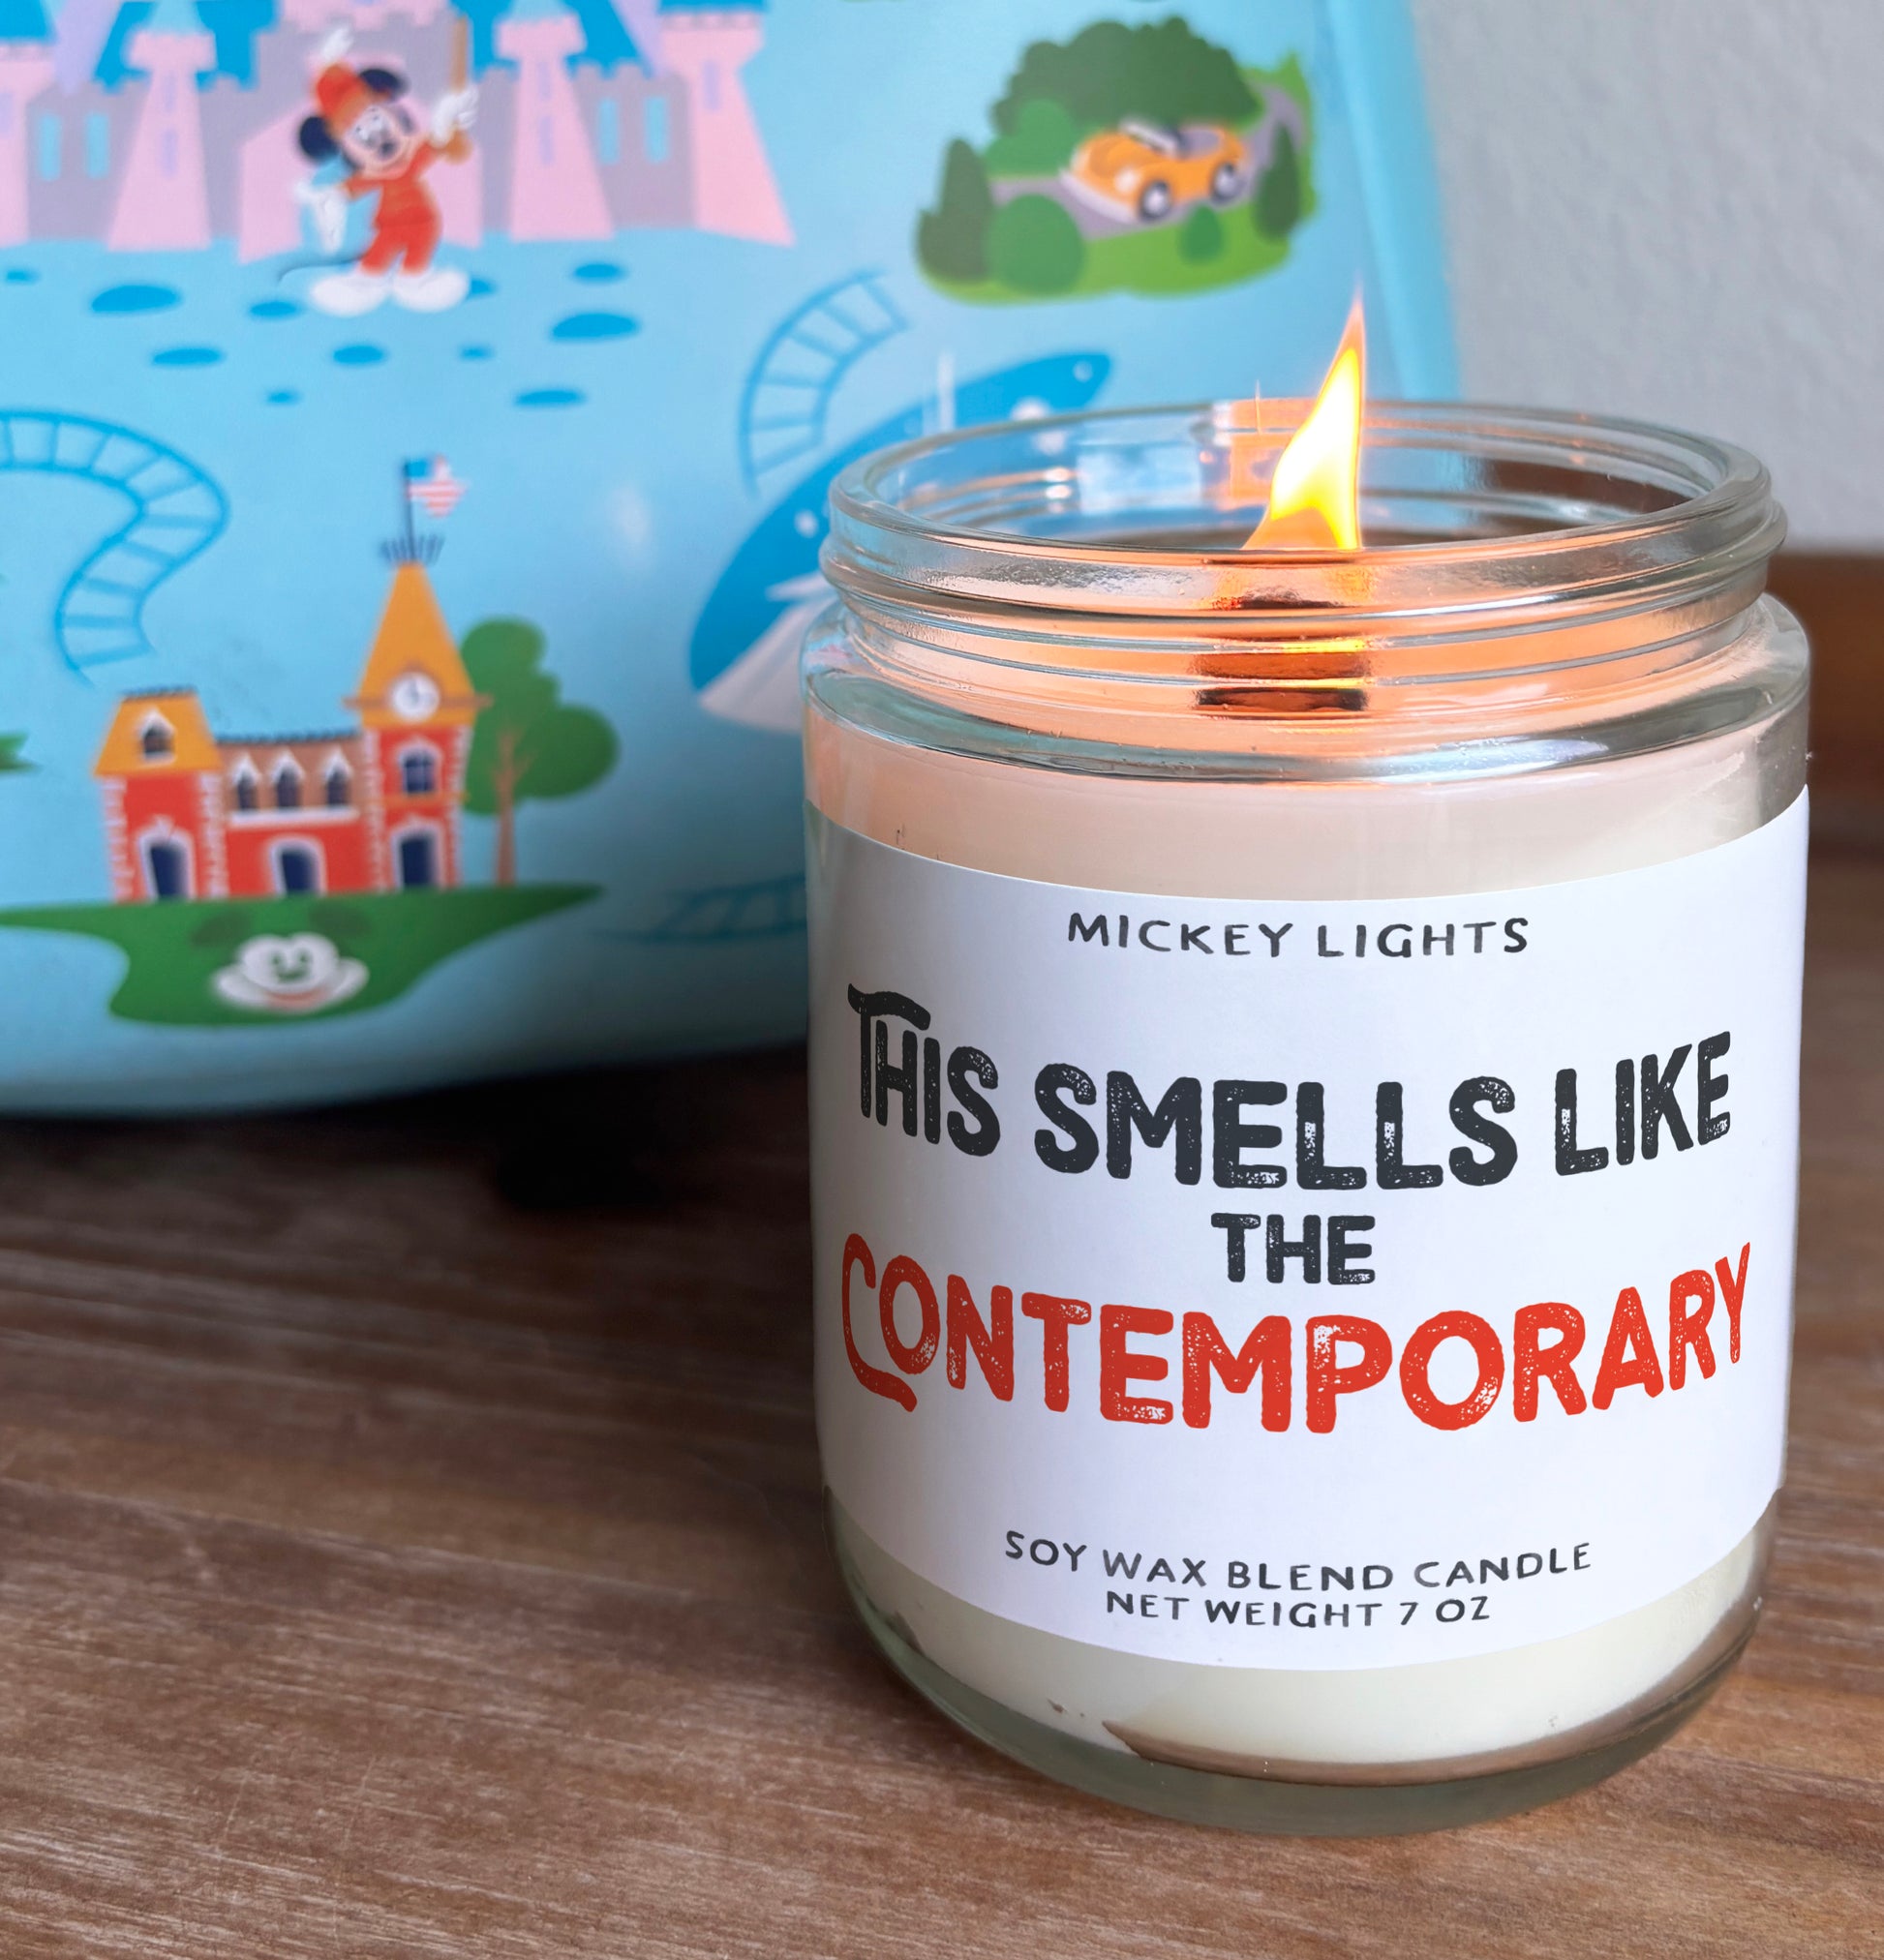 MICKEY LIGHTS
THIS SMELLS LIKE
THE
CONTEMPORARY
SOY WAX BLEND CANDLE
NET WEIGHT 7 OZ